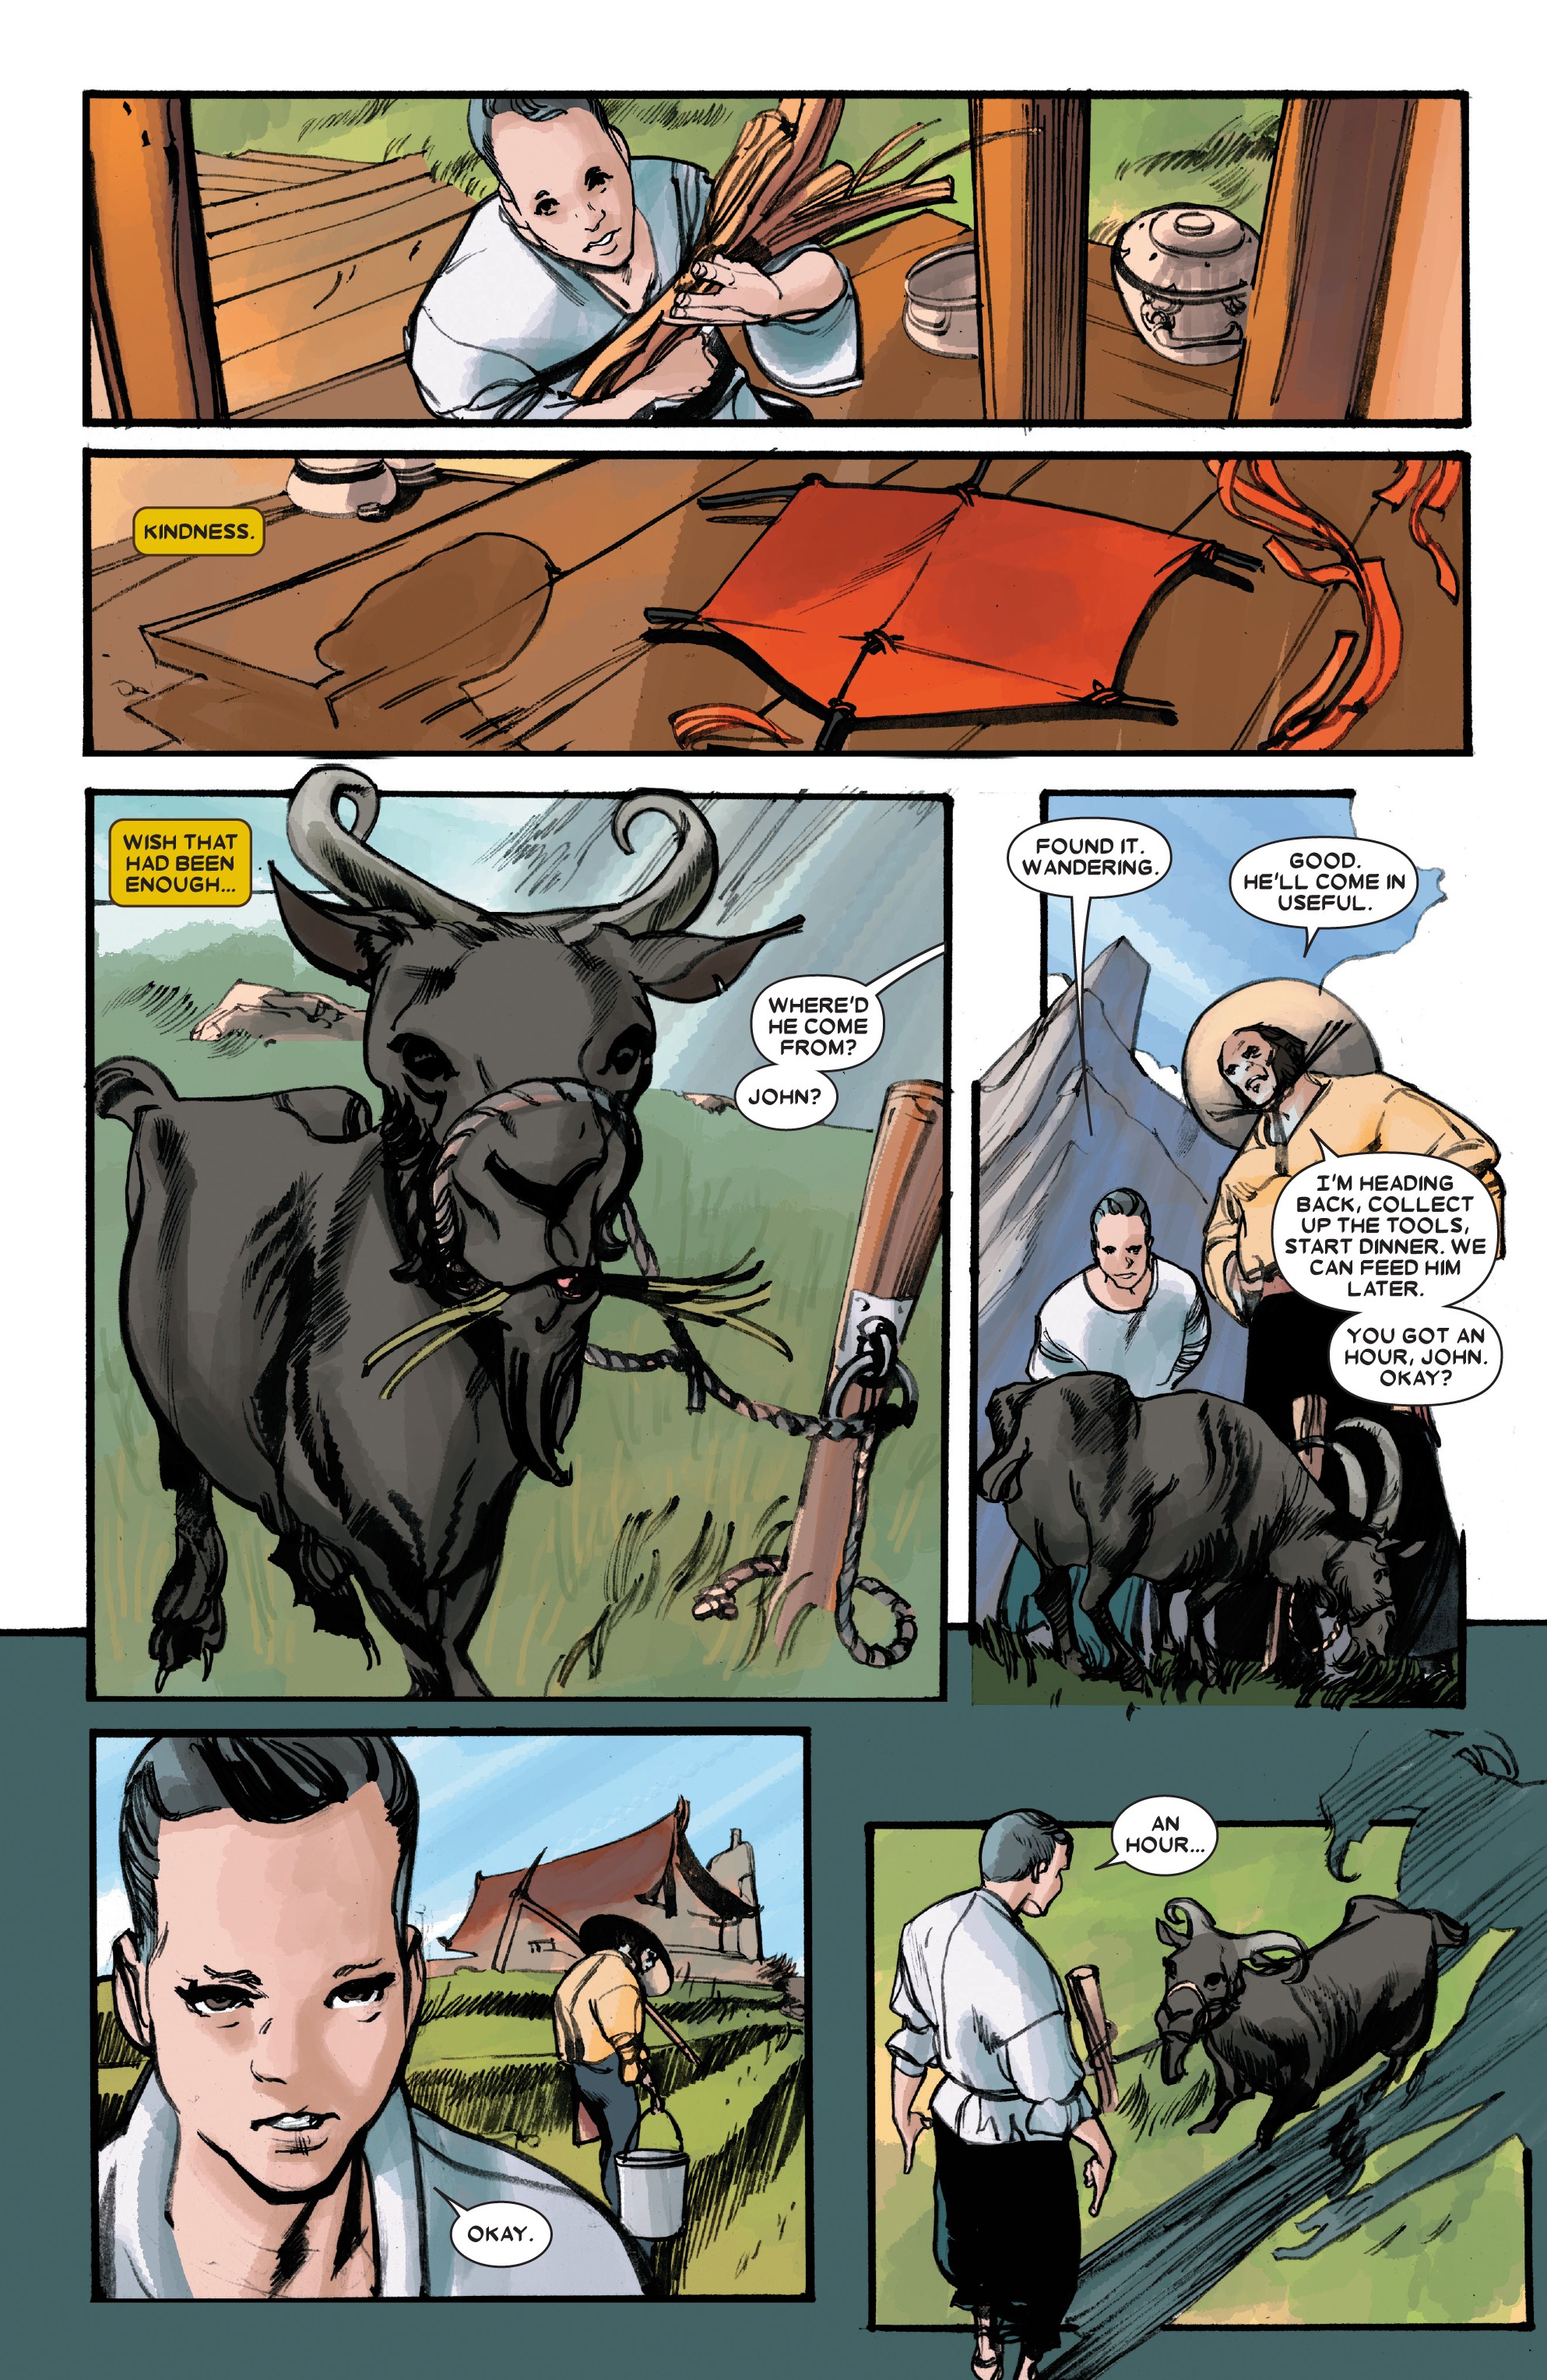 KINDNESS.
WISH THAT
HAD BEEN
ENOUGH...
WHERE'D
HE COME
FROM?
JOHN?
FOUND IT.
WANDERING.
GOOD.
HE'LL COME IN
USEFUL.
I'M HEADING
BACK, COLLECT
UP THE TOOLS,
START DINNER. WE
CAN FEED HIM
LATER.
YOU GOT AN
HOUR, JOHN.
OKAY?
OKAY.
AN
HOUR...